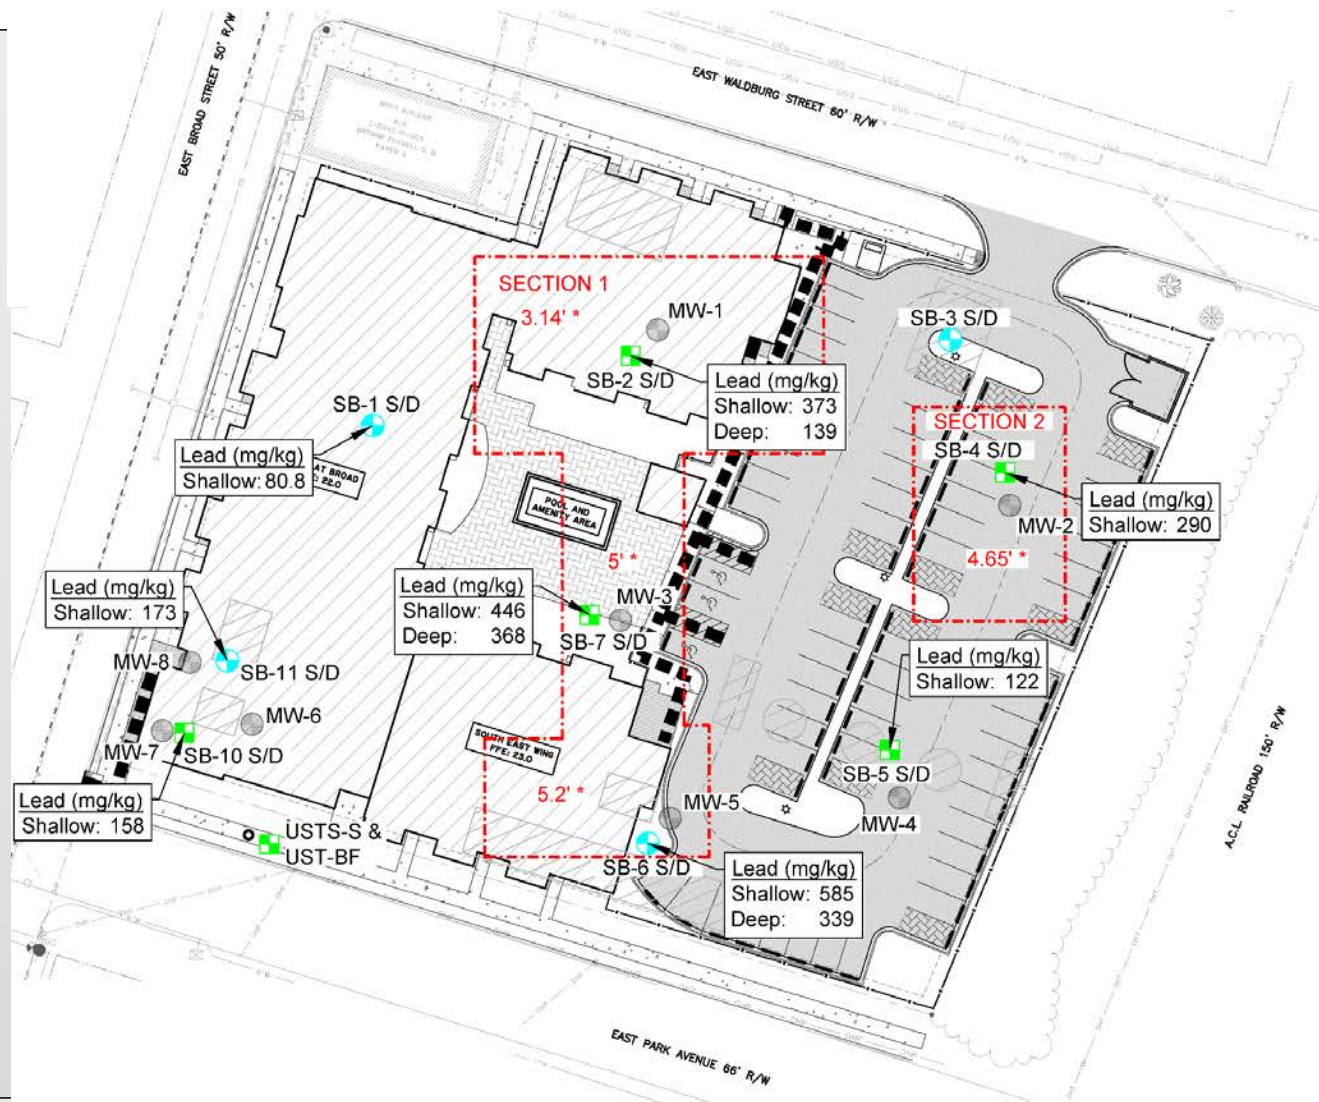 EAST BROAD STREET 50' R/W
EAST WALDBURG STREET 60' R/W
SECTION 1
3.14' *
MW-1
SB-2 S/D
Lead (mg/kg)
Shallow: 373
Deep: 139
SB-3 S/D
SECTION 2
SB-4 S/D
MW-2
4.65' *
Lead (mg/kg)
Shallow: 290
SB-1 S/D
Lead (mg/kg)
Shallow: 80.8
AT BROAD
: 22.0
POOL AND
AMENITY AREA
5' *
Lead (mg/kg)
Shallow: 446
Deep: 368
MW-3
SB-7 S/D
Lead (mg/kg)
Shallow: 173
MW-8
SB-11 S/D
MW-6
MW-7
SB-10 S/D
Lead (mg/kg)
Shallow: 158
USTS-S &
UST-BF
SOUTH EAST WING
FFE: 23.0
5.2' *
MW-5
SB-6 S/D
Lead (mg/kg)
Shallow: 585
Deep: 339
Lead (mg/kg)
Shallow: 122
SB-5 S/D
MW-4
A.C.L RAILROAD 150' R/W
EAST PARK AVENUE 66' R/W